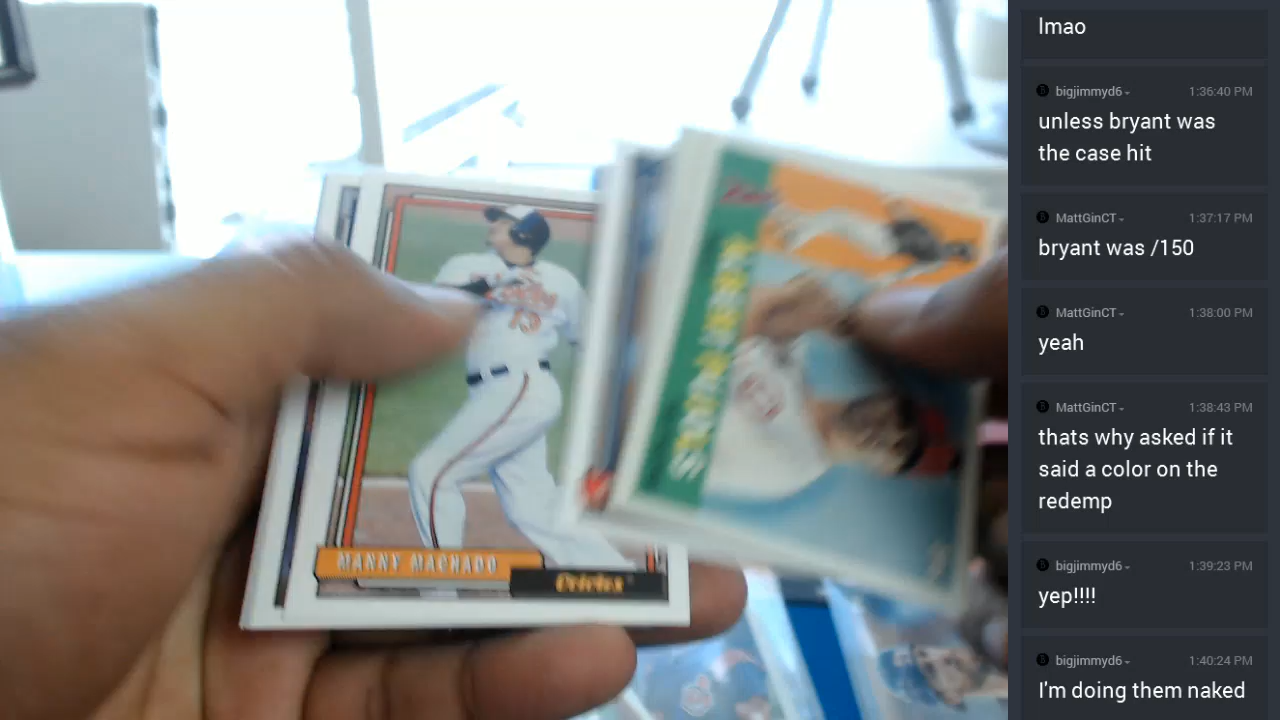 lmao
bigjimmyd6
1:36:40 PM
unless bryant was
the case hit
MattGinCT
1:37:17 PM
bryant was /150
MattGinCT
1:38:00 PM
yeah
MattGinCT
1:38:43 PM
thats why asked if it
said a color on the
redemp
bigjimmyd6
1:39:23 PM
yep!!!!
bigjimmyd6
1:40:24 PM
I'm doing them naked
13
MANNY MACHADO
Orioles